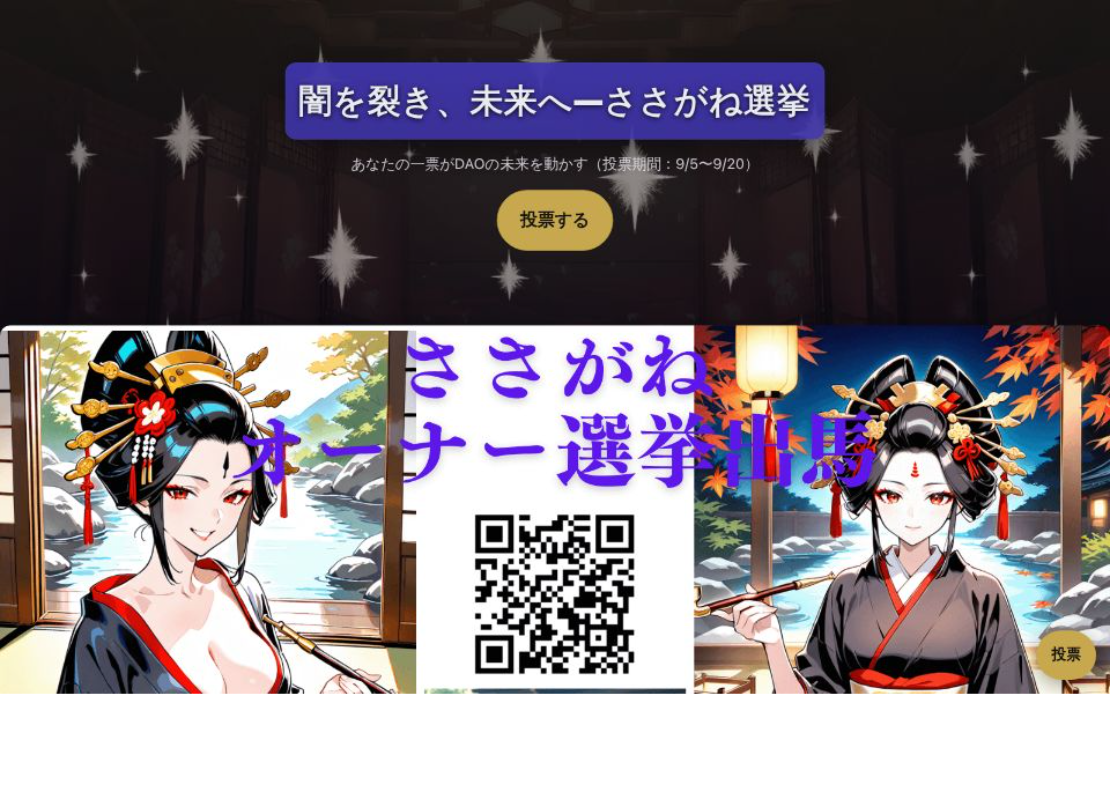 闇を裂き、未来へーささがね選挙
あなたの一票がDAOの未来を動かす（投票期間：9/5〜9/20）
投票する
ささがね
オーナー選挙出馬
投票